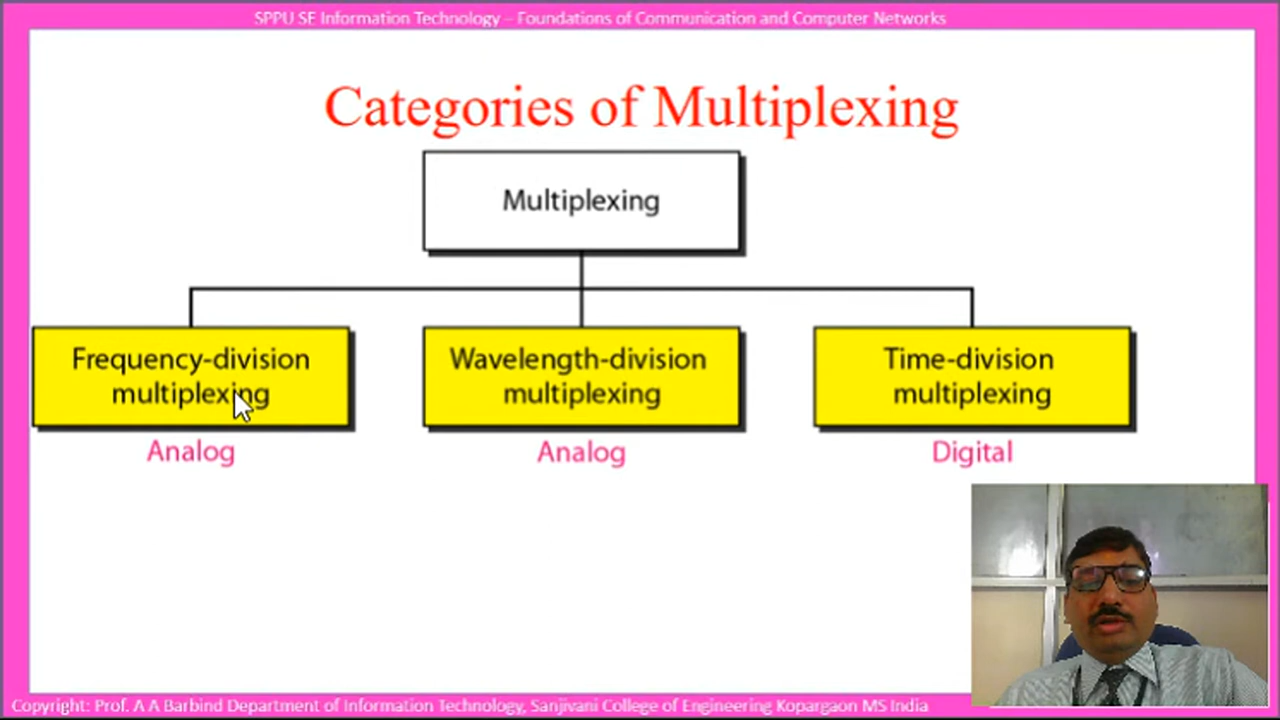 SPPU SE Information Technology – Foundations of Communication and Computer Networks
Categories of Multiplexing
Multiplexing
Frequency-division
multiplexing
Analog
Wavelength-division
multiplexing
Analog
Time-division
multiplexing
Digital
Copyright: Prof. A A Barbind Department of Information Technology, Sanjivani College of Engineering Kopargaon MS India